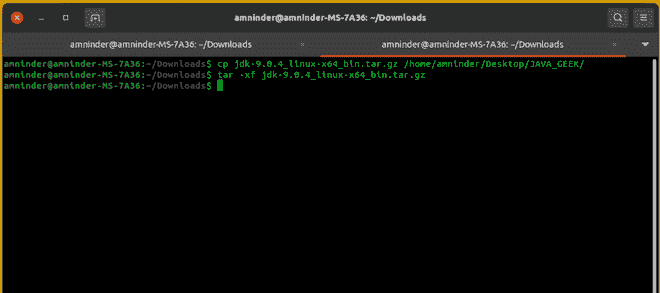 amninder@amninder-MS-7A36: ~/Downloads
amninder@amninder-MS-7A36: ~/Downloads amninder@amninder-MS-7A36: ~/Downloads
amninder@amninder-MS-7A36:~/Downloads$ cp jdk-9.0.4_linux-x64_bin.tar.gz /home/amninder/Desktop/JAVA_GEEK/
amninder@amninder-MS-7A36:~/Downloads$ tar -xf jdk-9.0.4_linux-x64_bin.tar.gz
amninder@amninder-MS-7A36:~/Downloads$